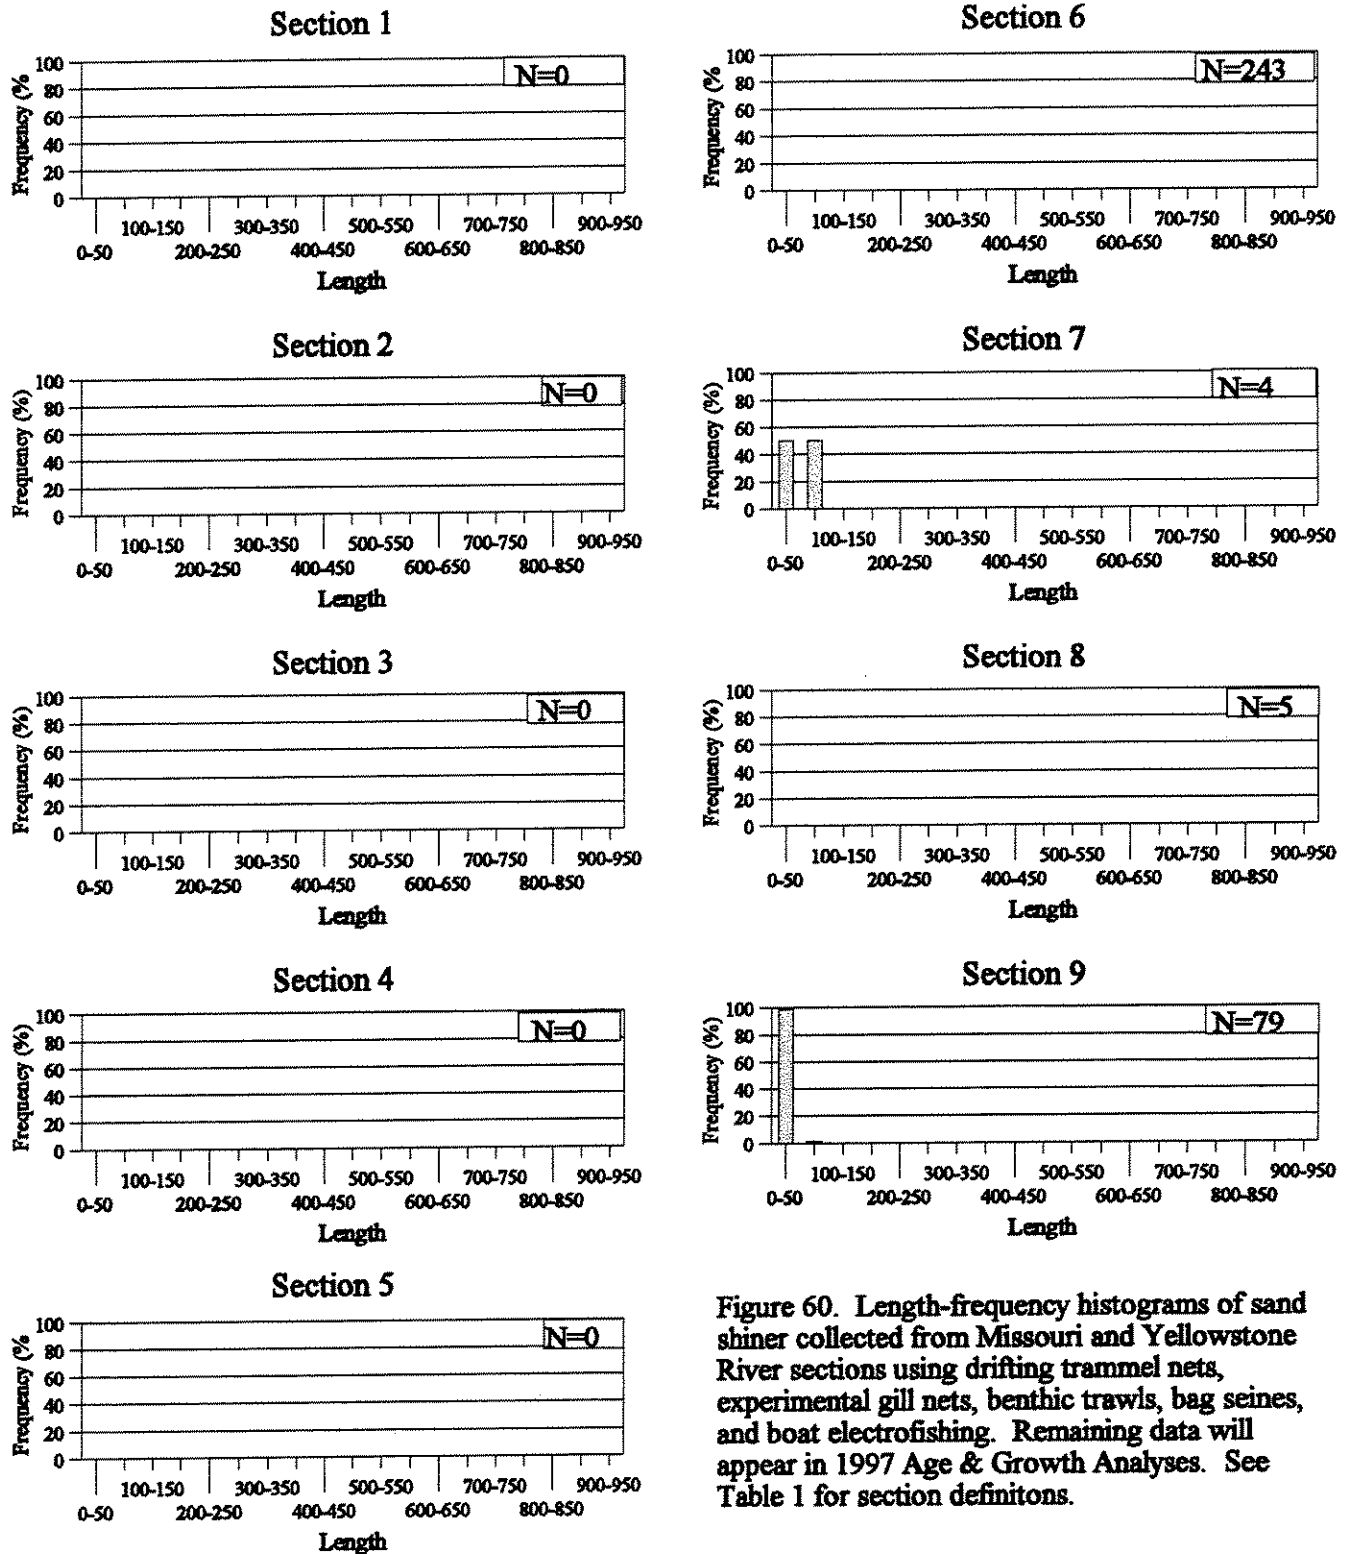 Section 1
N=0
Frequency (%
100
80
60
40
20
0
100-150 300-350 500-550 700-750 900-950
0-50 200-250 400-450 600-650 800-850
Length
Section 2
N=0
Frequency (%)
100
80
60
40
20
0
100-150 300-350 500-550 700-750 900-950
0-50 200-250 400-450 600-650 800-850
Length
Section 3
N=0
Frequency (%)
100
80
60
40
20
0
100-150 300-350 500-550 700-750 900-950
0-50 200-250 400-450 600-650 800-850
Length
Section 4
N=0
Frequency (%)
100
80
60
40
20
0
100-150 300-350 500-550 700-750 900-950
0-50 200-250 400-450 600-650 800-850
Length
Section 5
N=0
Frequency (%
100
80
60
40
20
0
100-150 300-350 500-550 700-750 900-950
0-50 200-250 400-450 600-650 800-850
Length
Section 6
N=243
Frequency (%
100
80
60
40
20
0
100-150 300-350 500-550 700-750 900-950
0-50 200-250 400-450 600-650 800-850
Length
Section 7
N=4
Frequency (%)
100
80
60
40
20
0
100-150 300-350 500-550 700-750 900-950
0-50 200-250 400-450 600-650 800-850
Length
Section 8
N=5
Frequency (%)
100
80
60
40
20
0
100-150 300-350 500-550 700-750 900-950
0-50 200-250 400-450 600-650 800-850
Length
Section 9
N=79
Frequency (%)
100
80
60
40
20
0
100-150 300-350 500-550 700-750 900-950
0-50 200-250 400-450 600-650 800-850
Length
Figure 60. Length-frequency histograms of sand
shiner collected from Missouri and Yellowstone
River sections using drifting trammel nets,
experimental gill nets, benthic trawls, bag seines,
and boat electrofishing. Remaining data will
appear in 1997 Age & Growth Analyses. See
Table 1 for section definitons.